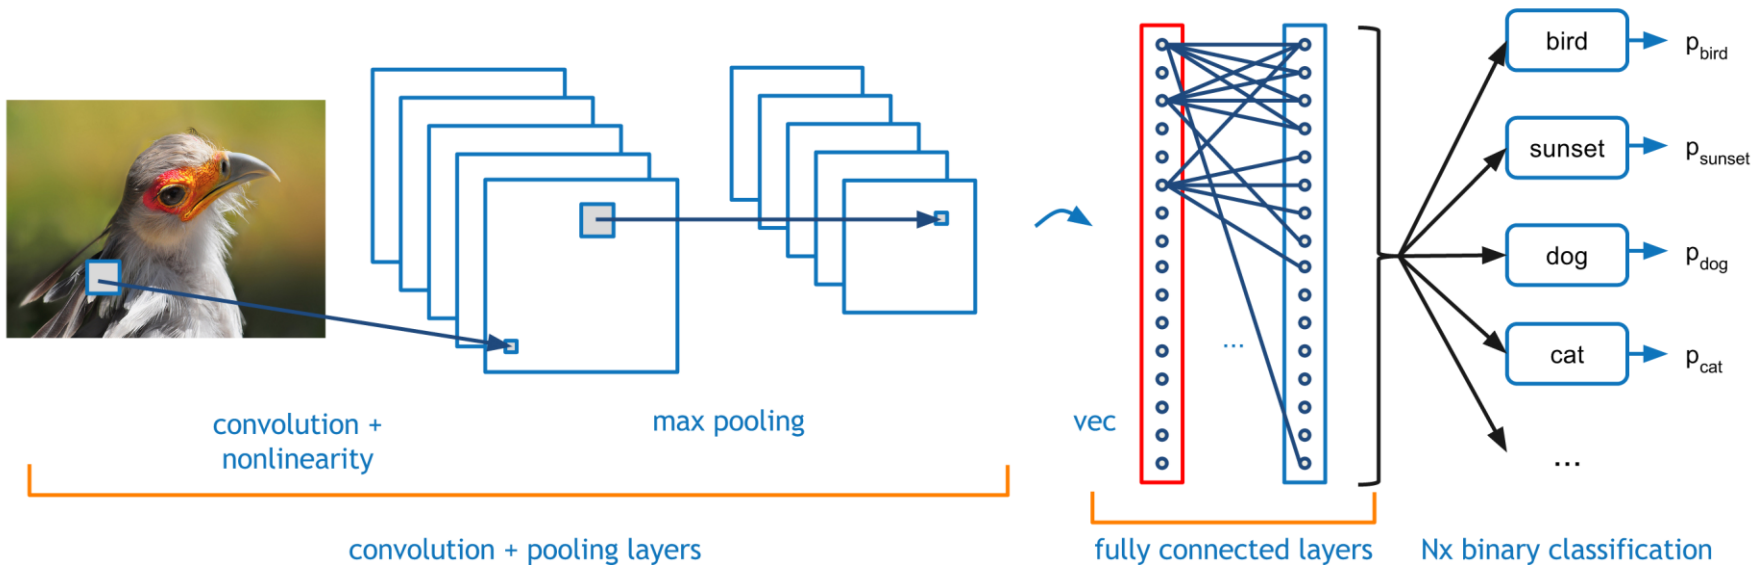 convolution +
nonlinearity
max pooling
vec
convolution + pooling layers
fully connected layers
Nx binary classification
...
bird
p_bird
sunset
p_sunset
dog
p_dog
cat
p_cat
...